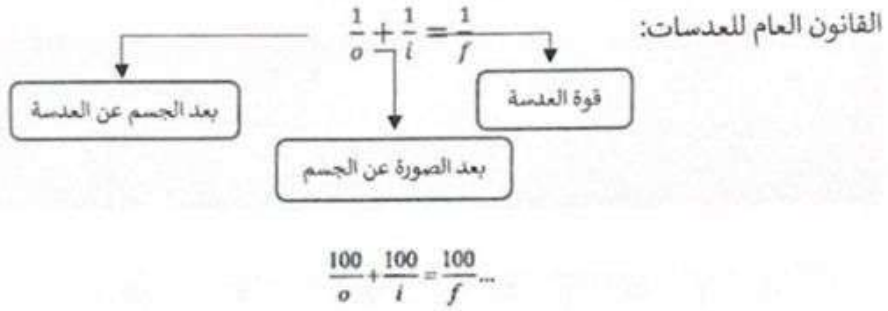 القانون العام للعدسات:
1/o + 1/i = 1/f
قوة العدسة
بعد الجسم عن العدسة
بعد الصورة عن الجسم
100/o + 100/i = 100/f ...